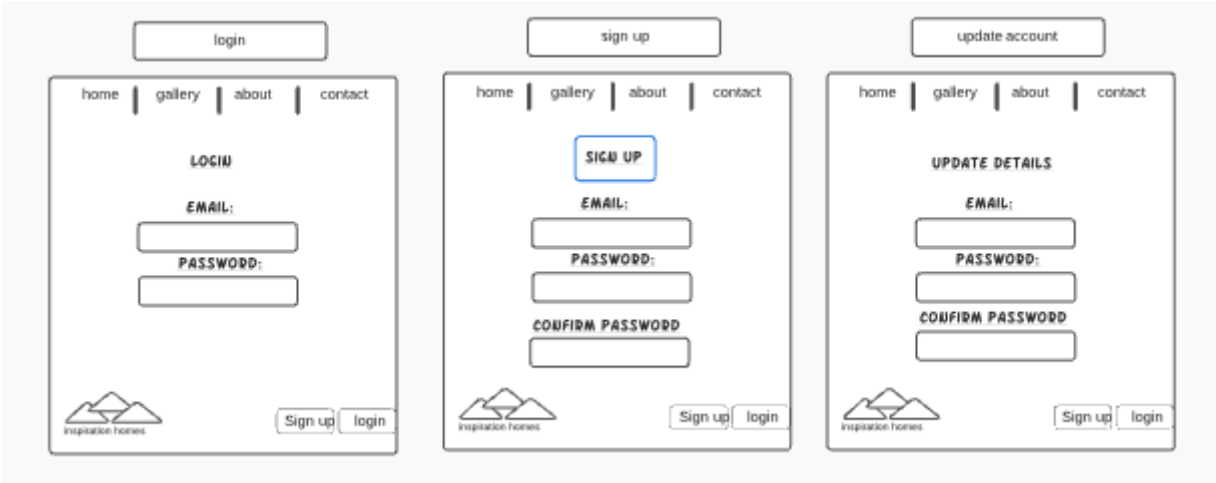 login
home gallery about contact
LOGIN
EMAIL:
PASSWORD:
inspiration homes
Sign up login
sign up
home gallery about contact
SIGN UP
EMAIL:
PASSWORD:
CONFIRM PASSWORD
inspiration homes
Sign up login
update account
home gallery about contact
UPDATE DETAILS
EMAIL:
PASSWORD:
CONFIRM PASSWORD
inspiration homes
Sign up login